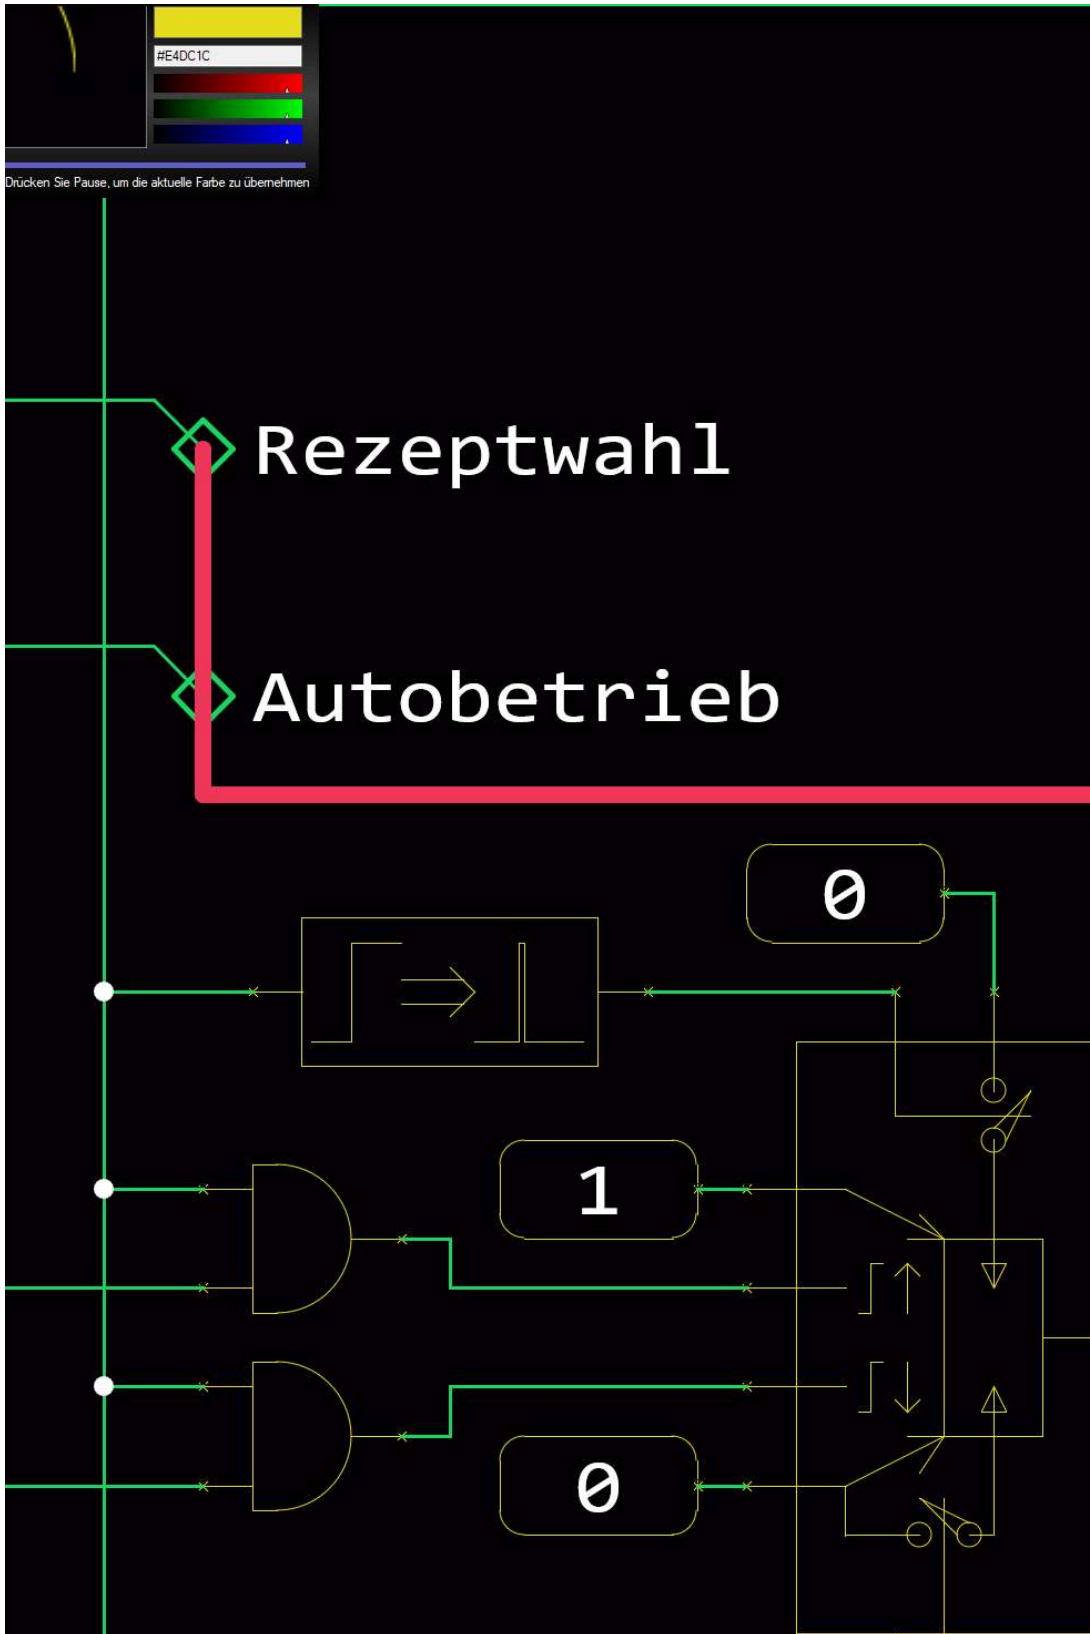 #E4DC1C
Drücken Sie Pause, um die aktuelle Farbe zu übernehmen
Rezeptwahl
Autobetrieb
0
1
0